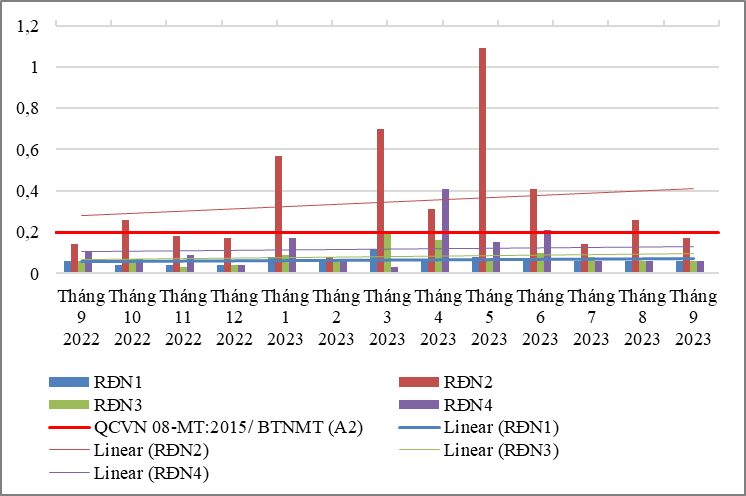 1,2
1
0,8
0,6
0,4
0,2
0
Tháng Tháng Tháng Tháng Tháng Tháng Tháng Tháng Tháng Tháng Tháng Tháng Tháng
9 10 11 12 1 2 3 4 5 6 7 8 9
2022 2022 2022 2022 2023 2023 2023 2023 2023 2023 2023 2023 2023
RĐN1 RĐN2
RĐN3 RĐN4
QCVN 08-MT:2015/ BTNMT (A2) Linear (RĐN1)
Linear (RĐN2) Linear (RĐN3)
Linear (RĐN4)